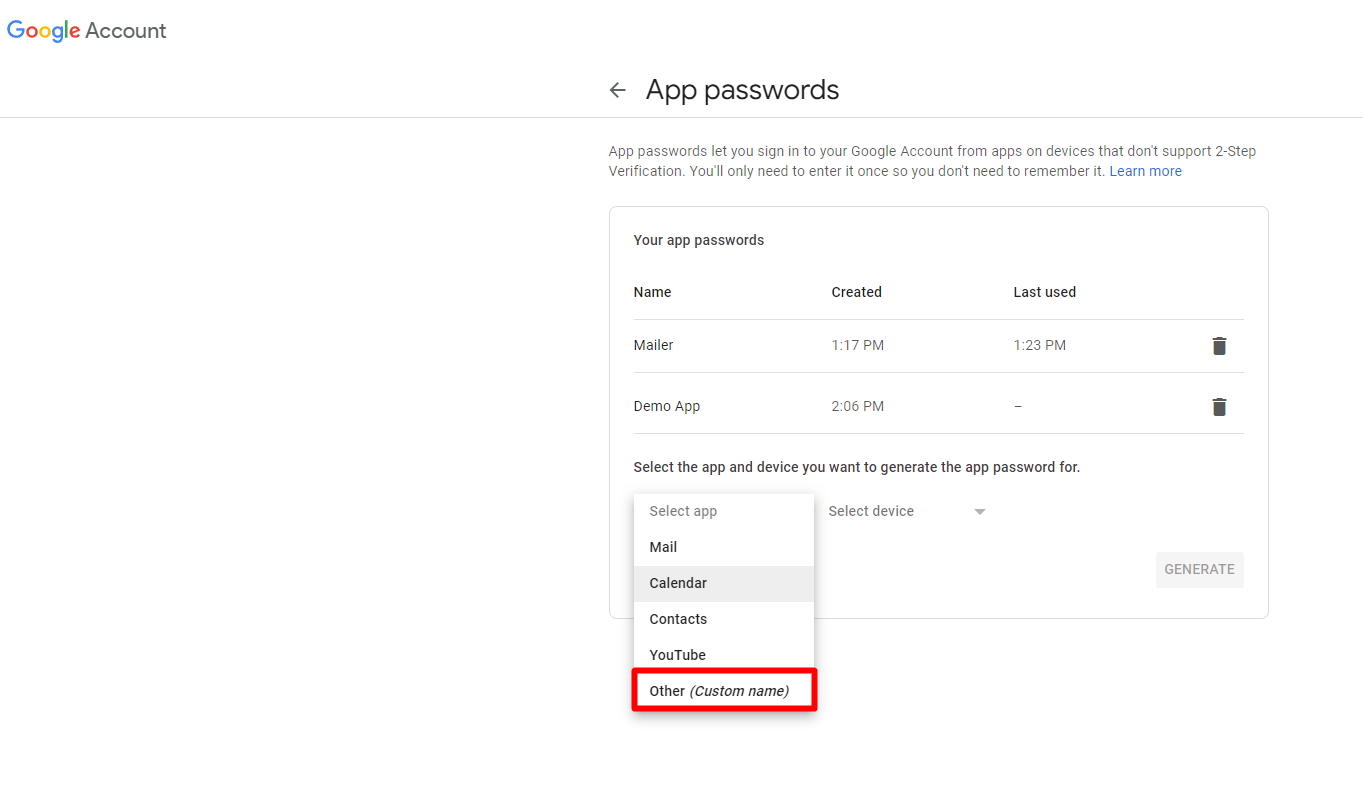 Google Account
App passwords
App passwords let you sign in to your Google Account from apps on devices that don't support 2-Step
Verification. You'll only need to enter it once so you don't need to remember it. Learn more
Your app passwords
Name Created Last used
Mailer 1:17 PM 1:23 PM
Demo App 2:06 PM –
Select the app and device you want to generate the app password for.
Select app Select device
Mail
GENERATE
Calendar
Contacts
YouTube
Other (Custom name)